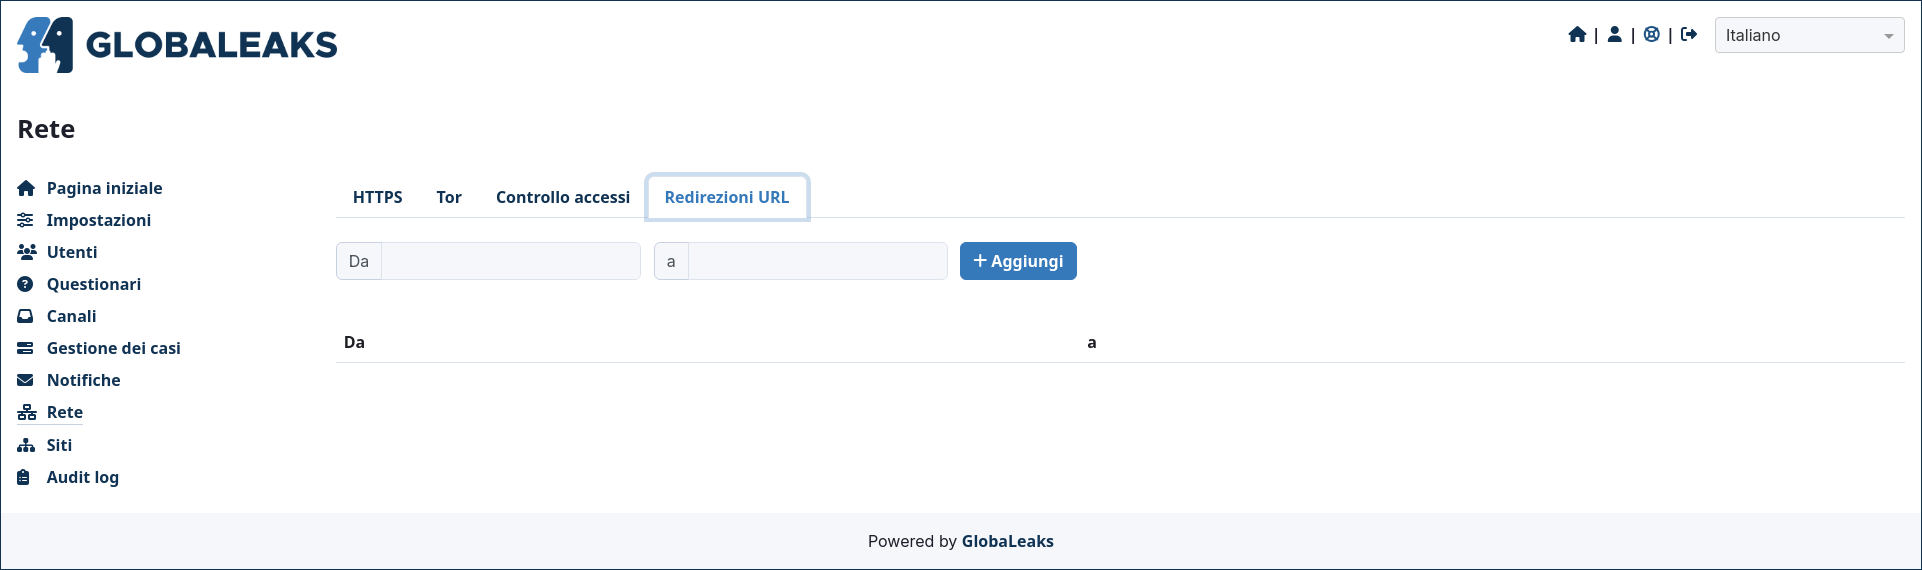 GLOBALEAKS
| | |
Italiano
Rete
Pagina iniziale
Impostazioni
Utenti
Questionari
Canali
Gestione dei casi
Notifiche
Rete
Siti
Audit log
HTTPS Tor Controllo accessi Redirezioni URL
Da a Aggiungi
Da a
Powered by GlobaLeaks